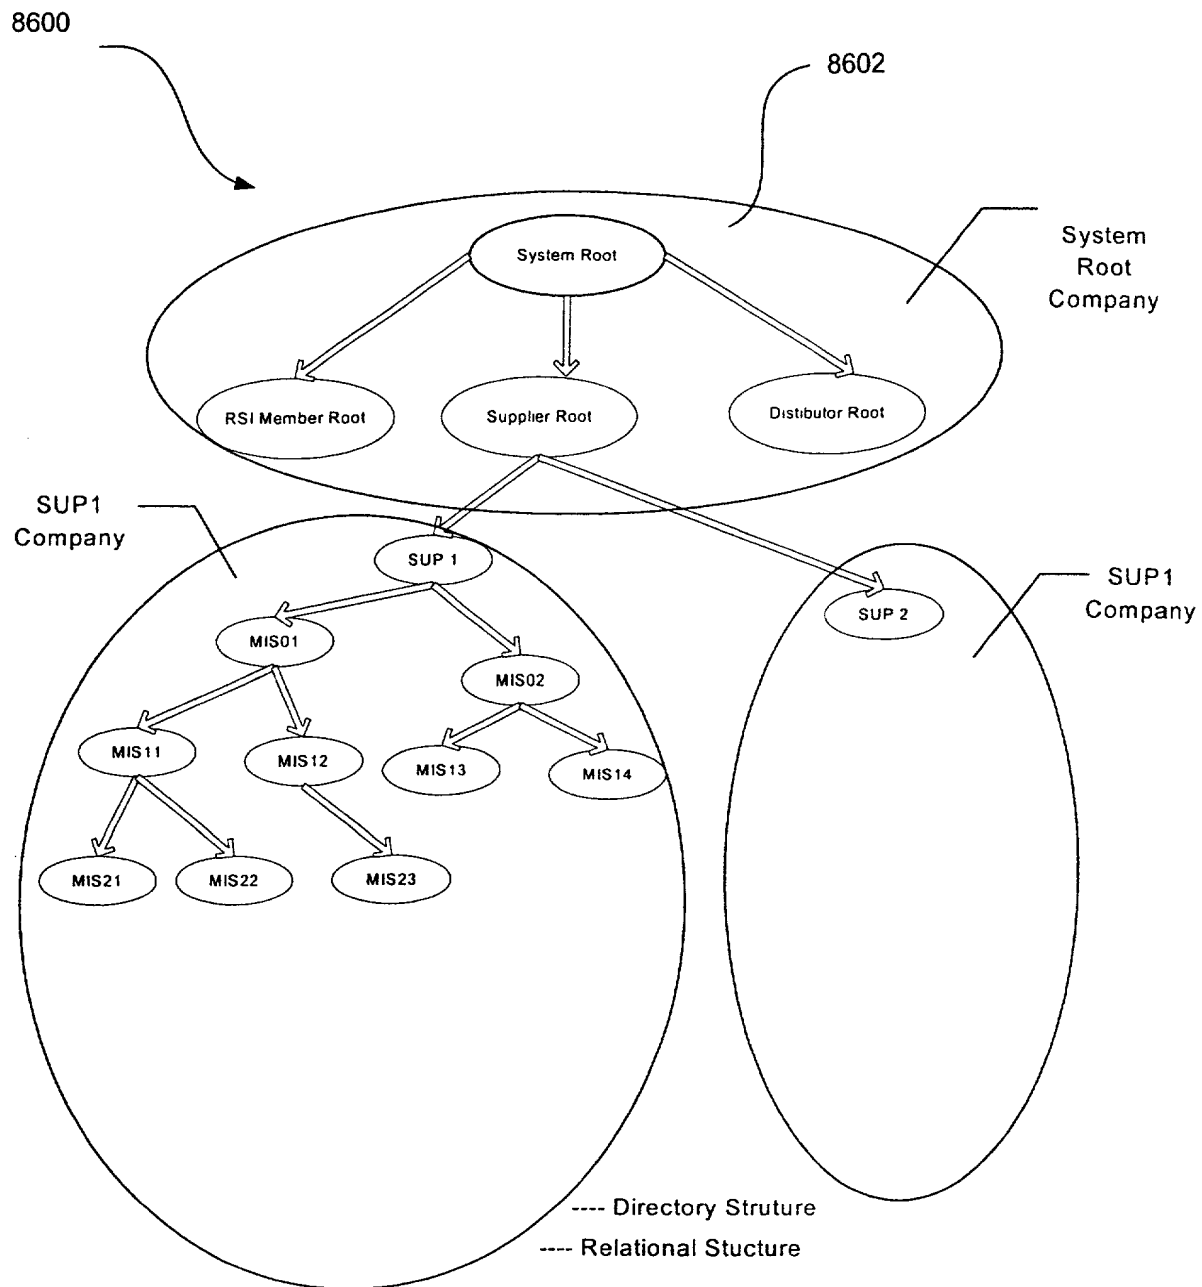 8600
8602
System Root
System
Root
Company
RSI Member Root
Supplier Root
Distibutor Root
SUP1
Company
SUP 1
SUP1
Company
SUP 2
MIS01
MIS02
MIS11
MIS12
MIS13
MIS14
MIS21
MIS22
MIS23
---- Directory Struture
---- Relational Stucture